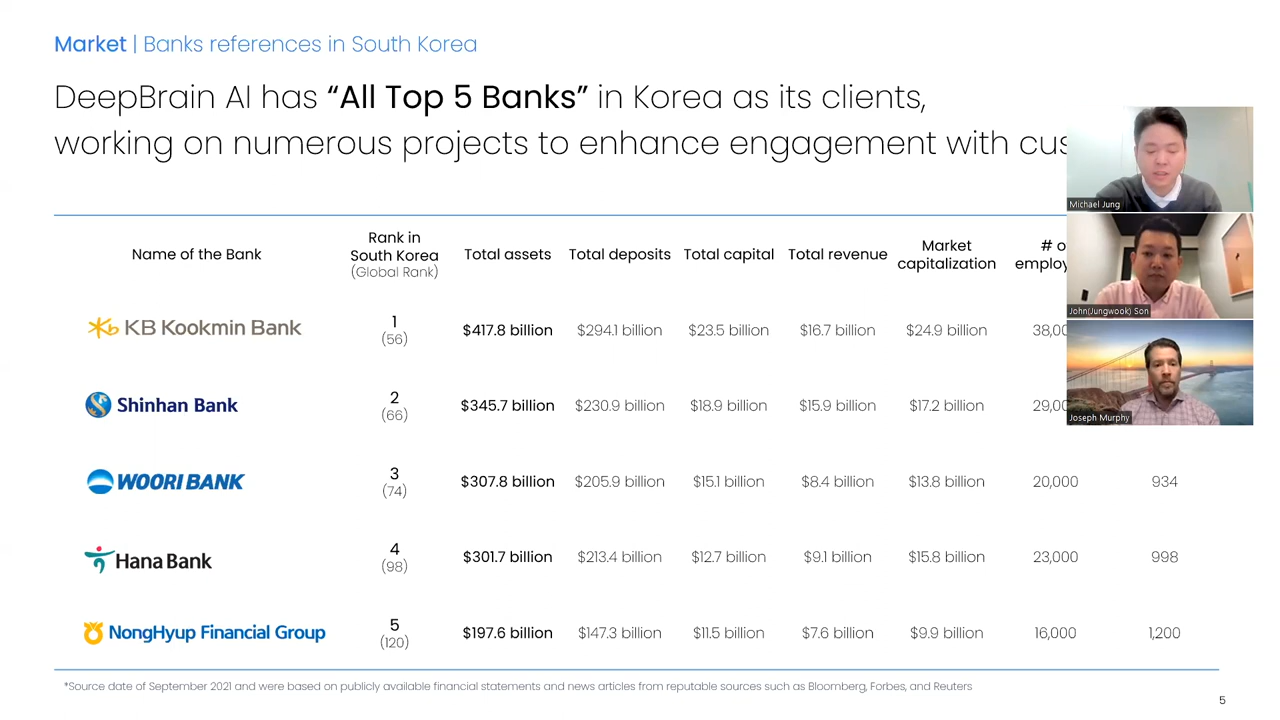 Market | Banks references in South Korea
DeepBrain AI has “All Top 5 Banks” in Korea as its clients,
working on numerous projects to enhance engagement with
Name of the Bank
Rank in
South Korea
(Global Rank)
Total assets
Total deposits
Total capital
Total revenue
Market
capitalization
KB Kookmin Bank
1
(56)
$417.8 billion
$294.1 billion
$23.5 billion
$16.7 billion
$24.9 billion
Shinhan Bank
2
(66)
$345.7 billion
$230.9 billion
$18.9 billion
$15.9 billion
$17.2 billion
WOORI BANK
3
(74)
$307.8 billion
$205.9 billion
$15.1 billion
$8.4 billion
$13.8 billion
20,000
934
Hana Bank
4
(98)
$301.7 billion
$213.4 billion
$12.7 billion
$9.1 billion
$15.8 billion
23,000
998
NongHyup Financial Group
5
(120)
$197.6 billion
$147.3 billion
$11.5 billion
$7.6 billion
$9.9 billion
16,000
1,200
*Source date of September 2021 and were based on publicly available financial statements and news articles from reputable sources such as Bloomberg, Forbes, and Reuters
5
Michael Jung
John(Jungwook) Son
Joseph Murphy